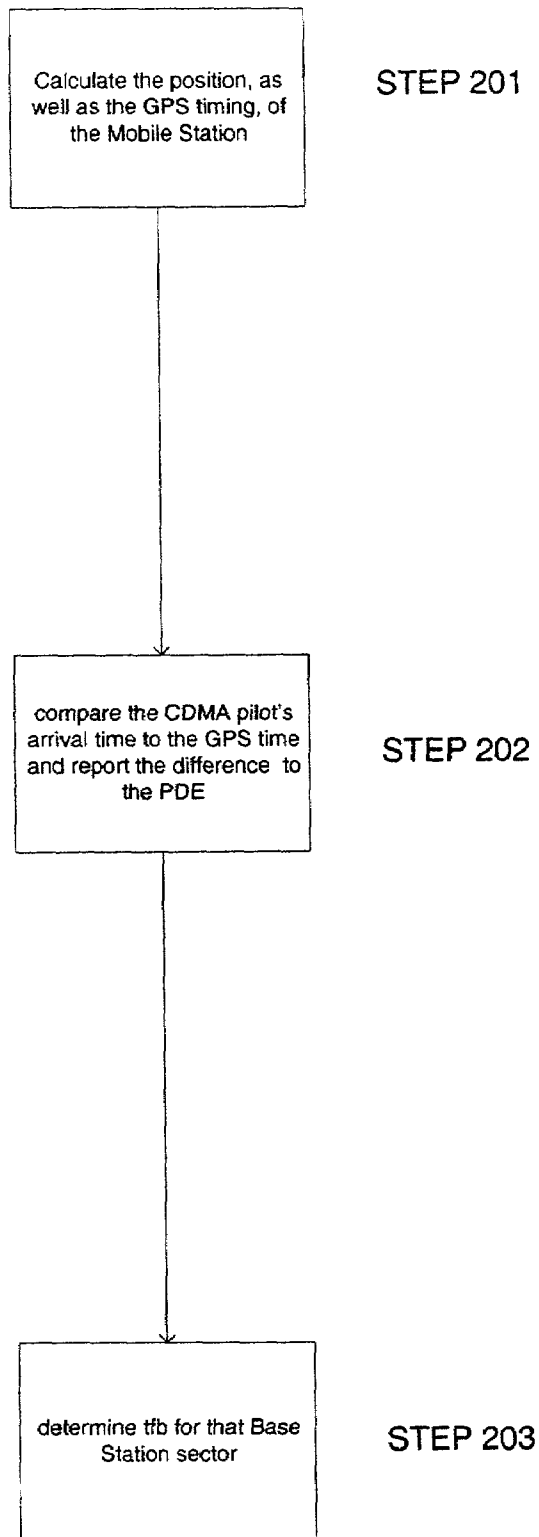 Calculate the position, as
well as the GPS timing, of
the Mobile Station
STEP 201
compare the CDMA pilot's
arrival time to the GPS time
and report the difference to
the PDE
STEP 202
determine tfb for that Base
Station sector
STEP 203